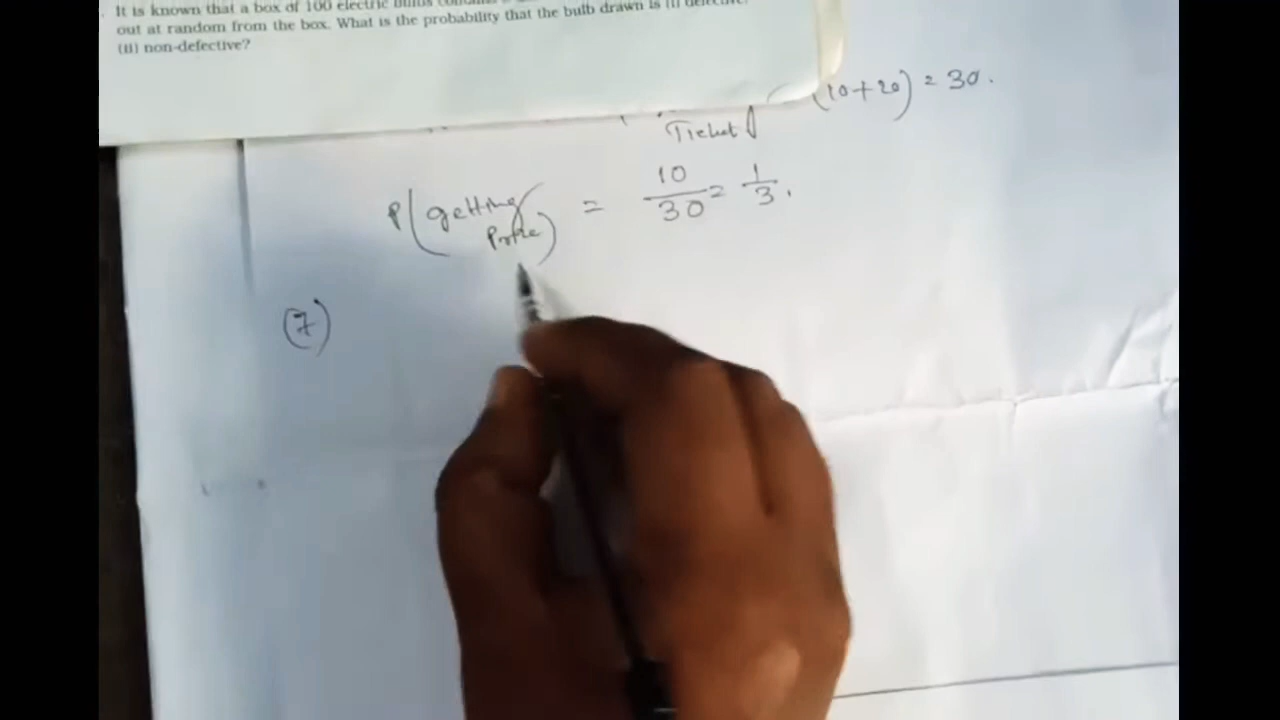 It is known that a box of 100 electric bulbs
out at random from the box. What is the probability that the bulb drawn is (i) defective.
(ii) non-defective?
(10+20) = 30.
Ticket
P(getting Prize) = 10/30 = 1/3.
(7)